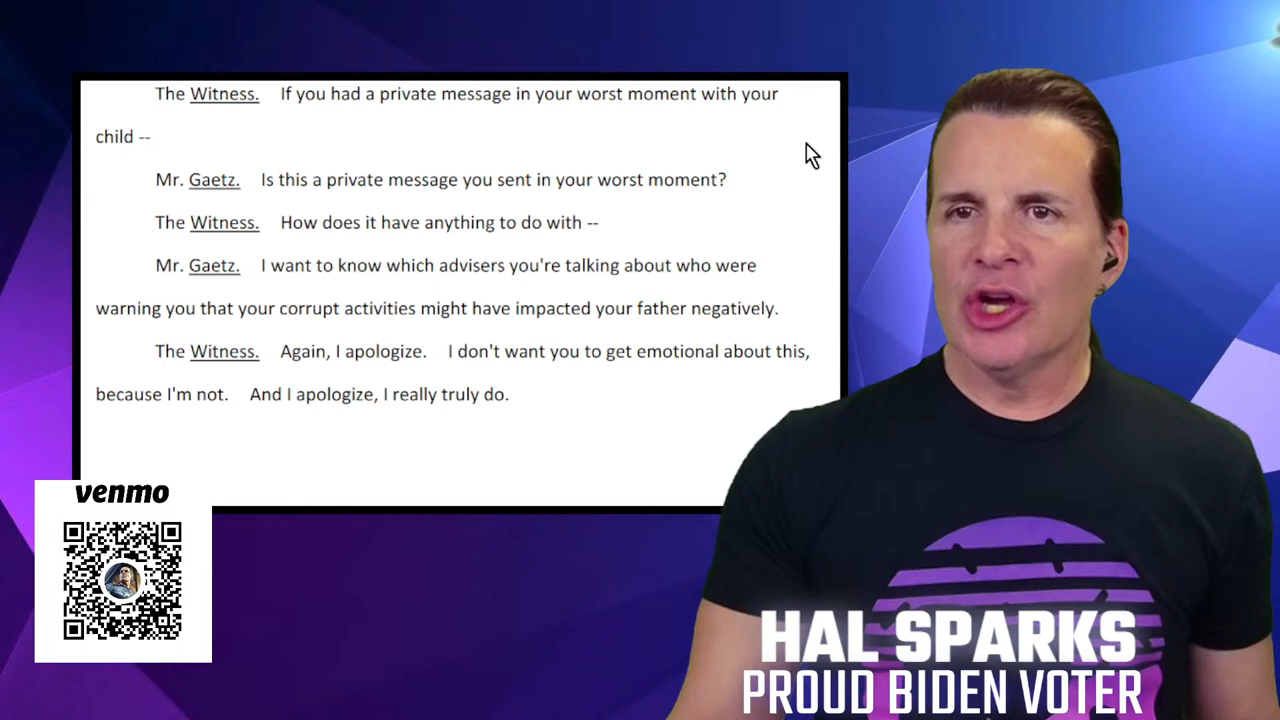 The Witness. If you had a private message in your worst moment with your
child --
Mr. Gaetz. Is this a private message you sent in your worst moment?
The Witness. How does it have anything to do with --
Mr. Gaetz. I want to know which advisers you're talking about who were
warning you that your corrupt activities might have impacted your father negatively.
The Witness. Again, I apologize. I don't want you to get emotional about this,
because I'm not. And I apologize, I really truly do.
venmo
HAL SPARKS
PROUD BIDEN VOTER